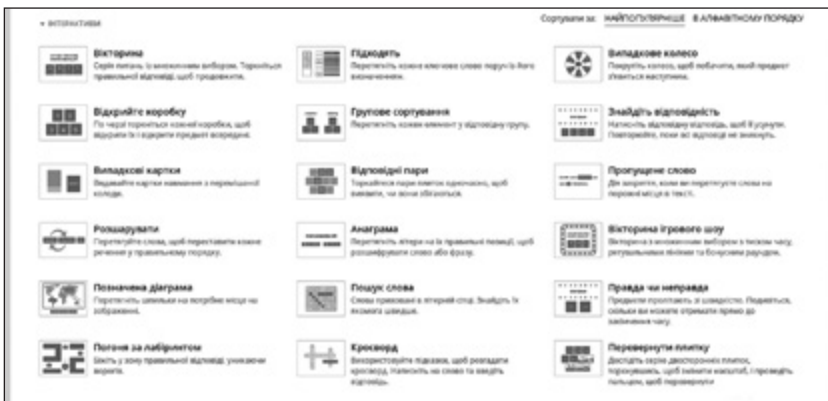 ІНТЕРАКТИВИ
Сортувати за: НАЙПОПУЛЯРНІШЕ В АЛФАВІТНОМУ ПОРЯДКУ
Вікторина
Серія питань із множинним вибором. Торкніться
правильної відповіді, щоб продовжити.
Підходять
Перетягніть кожне ключове слово поруч із його
визначенням.
Випадкове колесо
Покрутіть колесо, щоб побачити, який предмет
з'явиться наступним.
Відкрийте коробку
По черзі торкніться кожної коробки, щоб
відкрити їх і відкрити предмет всередині.
Групове сортування
Перетягніть кожен елемент у відповідну групу.
Знайдіть відповідність
Натисніть відповідну відповідь, щоб її усунути.
Повторюйте, поки всі відповіді не зникнуть.
Випадкові картки
Видавайте картки навмання з перемішаної
колоди.
Відповідні пари
Торкайтеся пари плиток одночасно, щоб
виявити, чи вони збігаються.
Пропущене слово
Дія закриття, коли ви перетягуєте слова на
порожні місця в тексті.
Розшарувати
Перетягуйте слова, щоб переставити кожне
речення у правильному порядку.
Анаграма
Перетягніть літери на їх правильні позиції, щоб
розшифрувати слово або фразу.
Вікторина ігрового шоу
Вікторина з множинним вибором з тиском часу,
рятувальними лініями та бонусним раундом.
Позначена діаграма
Перетягніть шпильки на потрібне місце на
зображенні.
Пошук слова
Слова приховані в літерній сітці. Знайдіть їх
якомога швидше.
Правда чи неправда
Предмети пролітають зі швидкістю. Подивіться,
скільки ви можете отримати прямо до
закінчення часу.
Погоня за лабіринтом
Біжіть у зону правильної відповіді, уникаючи
ворогів.
Кросворд
Використовуйте підказки, щоб розгадати
кросворд. Натисніть на слово та введіть
відповідь.
Перевернути плитку
Дослідіть серію двосторонніх плиток,
торкнувшись, щоб змінити масштаб, і проведіть
пальцем, щоб перевернути